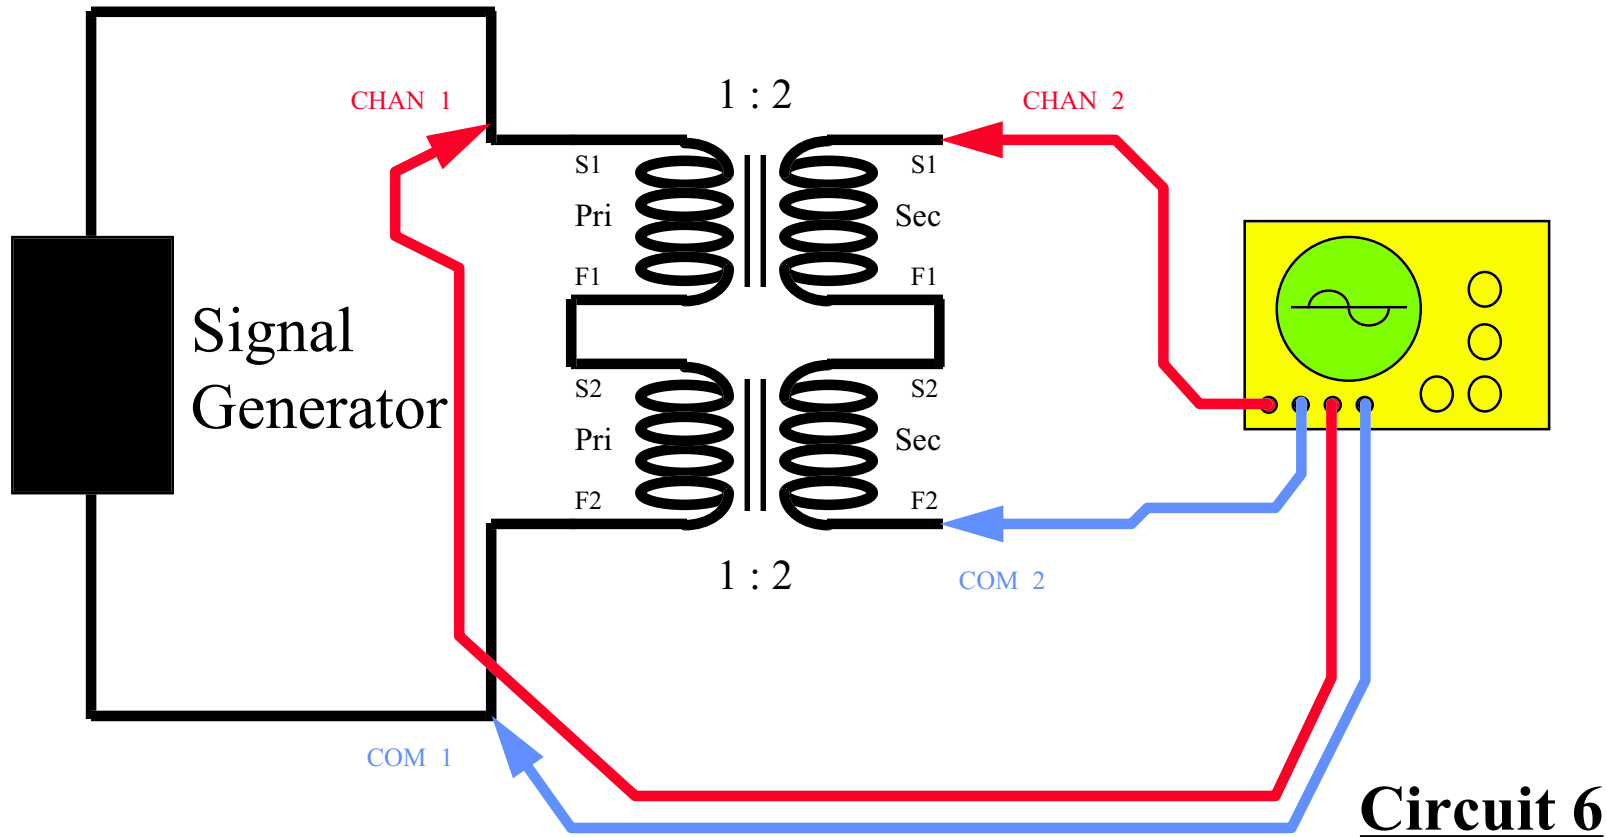 1 : 2
CHAN 1
CHAN 2
S1
S1
Pri
Sec
F1
F1
Signal
Generator
S2
S2
Pri
Sec
F2
F2
1 : 2
COM 2
COM 1
Circuit 6